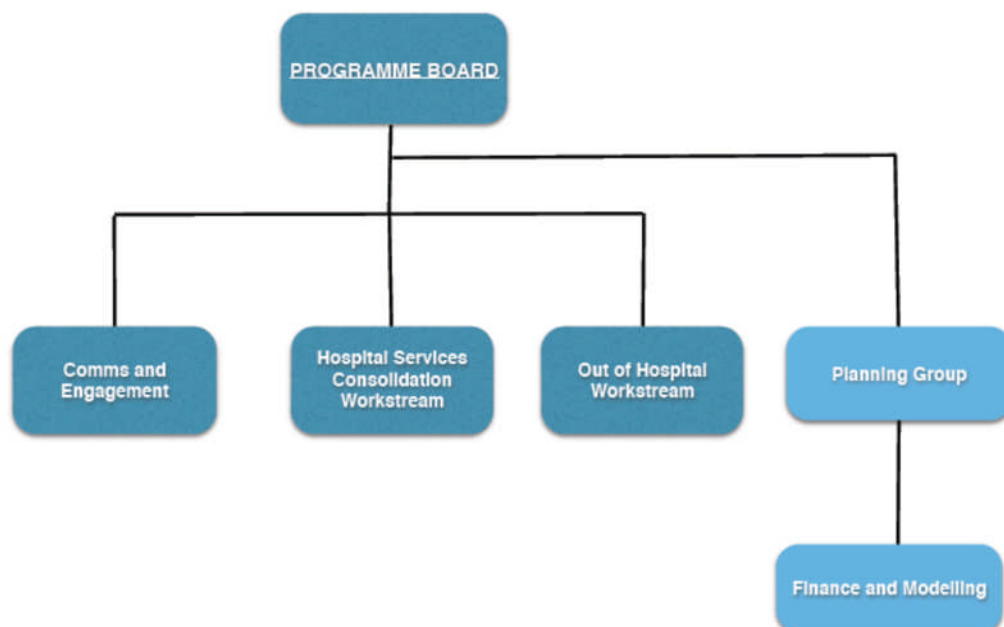 PROGRAMME BOARD
Comms and
Engagement
Hospital Services
Consolidation
Workstream
Out of Hospital
Workstream
Planning Group
Finance and Modelling